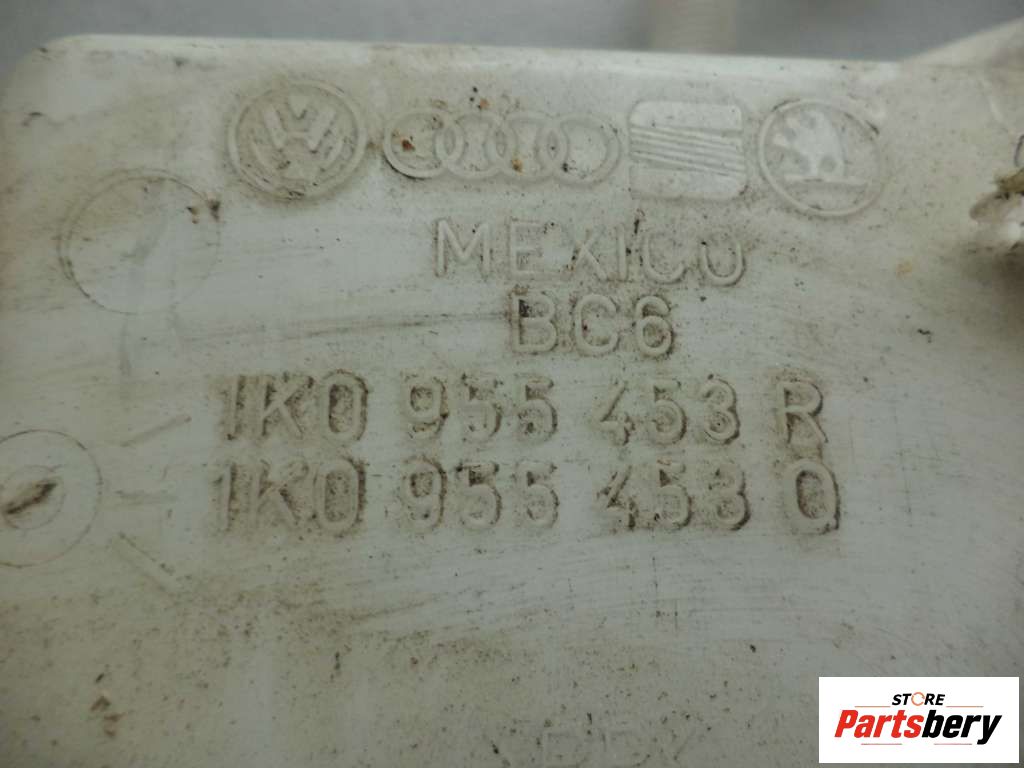 MEXICO
BC6
1K0 955 453 R
1K0 955 453 Q
STORE
Partsbery